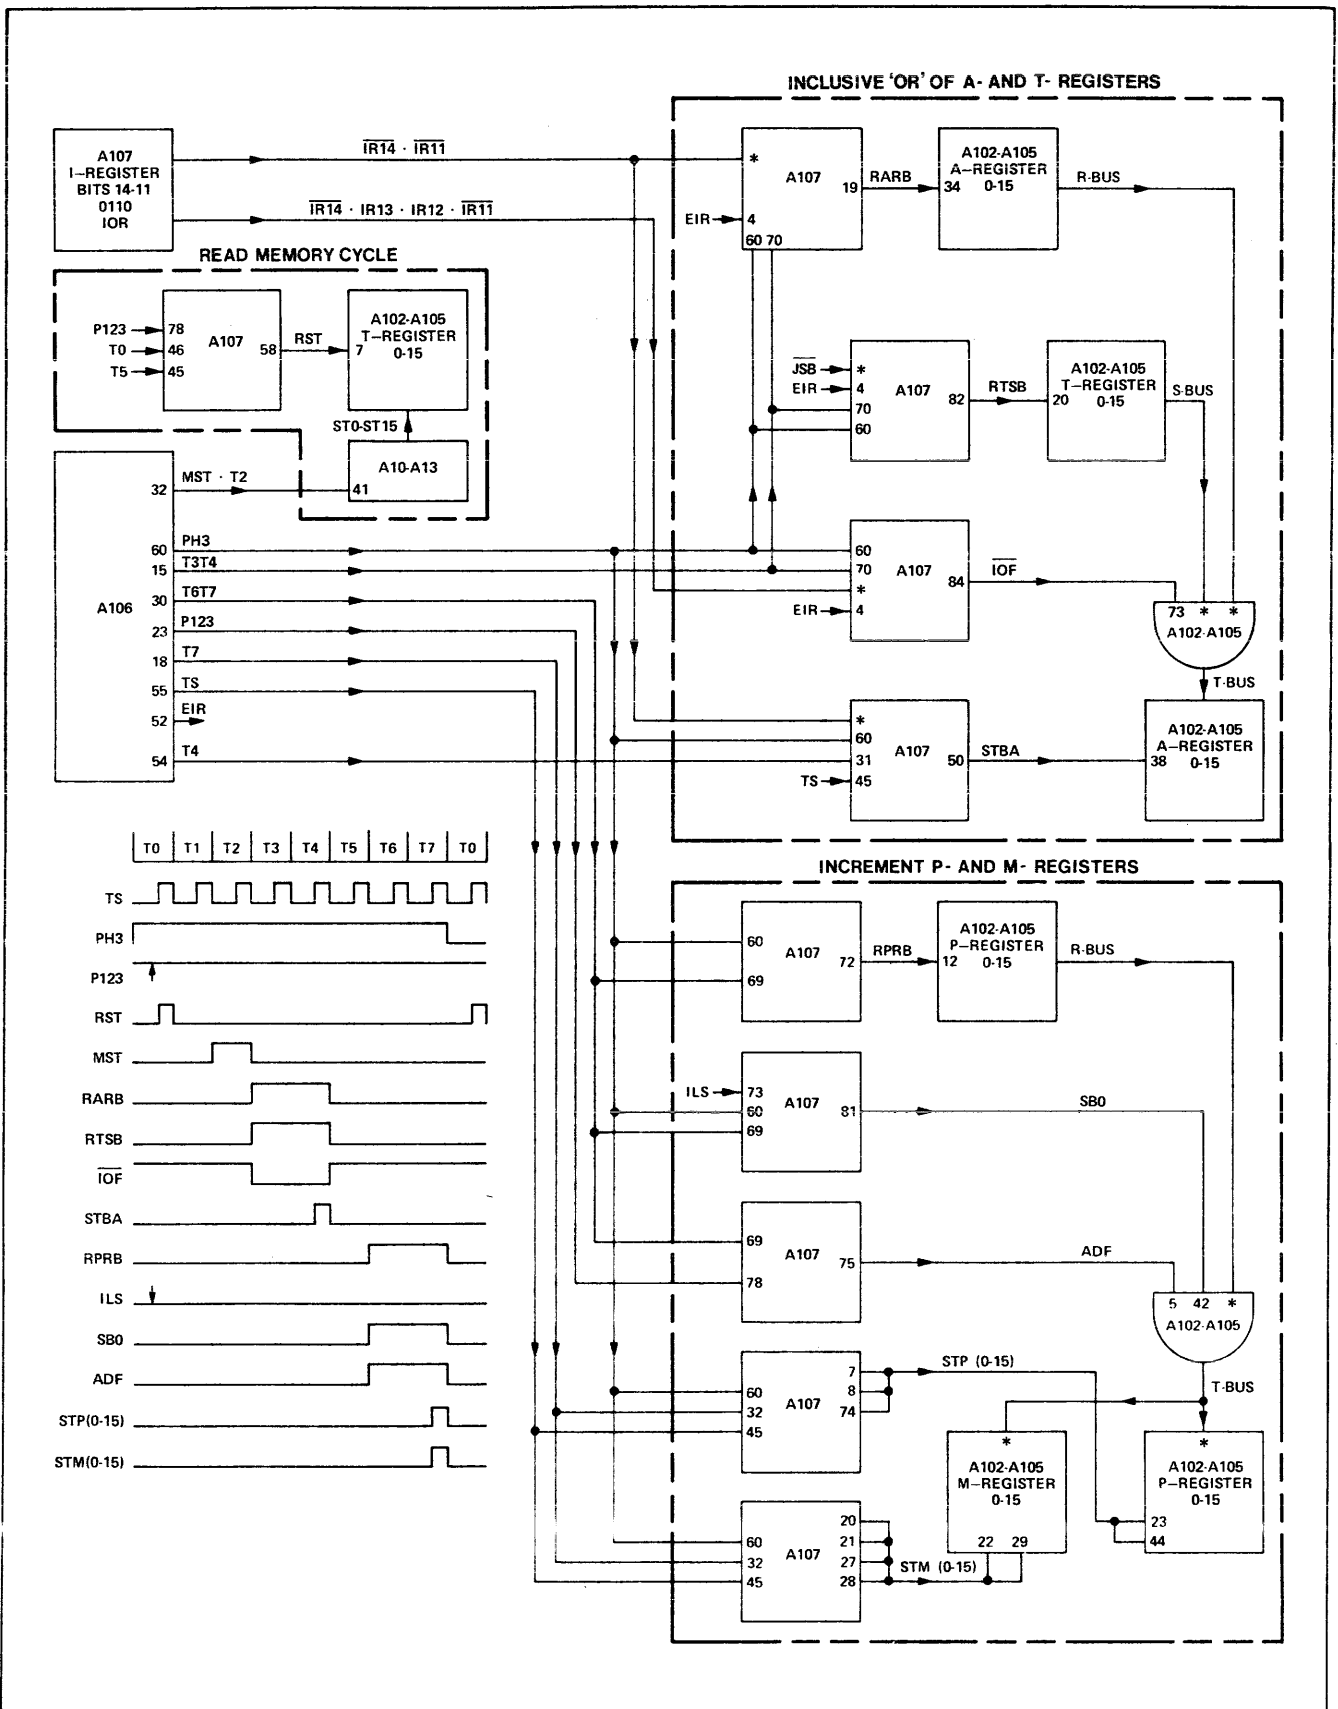 INCLUSIVE 'OR' OF A- AND T- REGISTERS
A107
I-REGISTER
BITS 14-11
0110
IOR
I̅R̅1̅4̅ · I̅R̅1̅1̅
I̅R̅1̅4̅ · IR13 · IR12 · I̅R̅1̅1̅
*
A107
19
EIR
4
60 70
RARB
34
A102-A105
A-REGISTER
0-15
R-BUS
READ MEMORY CYCLE
P123
78
T0
46
T5
45
A107
58
RST
7
A102-A105
T-REGISTER
0-15
ST0-ST15
A10-A13
41
J̅S̅B̅
*
EIR
4
70
60
A107
82
RTSB
20
A102-A105
T-REGISTER
0-15
S-BUS
A106
32
MST · T2
60
PH3
15
T3T4
30
T6T7
23
P123
18
T7
55
TS
52
EIR
54
T4
60
70
*
EIR
4
A107
84
I̅O̅F̅
73 * *
A102-A105
T-BUS
*
60
31
TS
45
A107
50
STBA
38
A102-A105
A-REGISTER
0-15
T0 T1 T2 T3 T4 T5 T6 T7 T0
TS
PH3
P123
RST
MST
RARB
RTSB
I̅O̅F̅
STBA
RPRB
ILS
SB0
ADF
STP(0-15)
STM(0-15)
INCREMENT P- AND M- REGISTERS
60
69
A107
72
RPRB
12
A102-A105
P-REGISTER
0-15
R-BUS
ILS
73
60
69
A107
81
SB0
69
78
A107
75
ADF
5 42 *
A102-A105
T-BUS
60
32
45
A107
7
8
74
STP (0-15)
*
A102-A105
M-REGISTER
0-15
22 29
*
A102-A105
P-REGISTER
0-15
23
44
60
32
45
A107
20
21
27
28
STM (0-15)